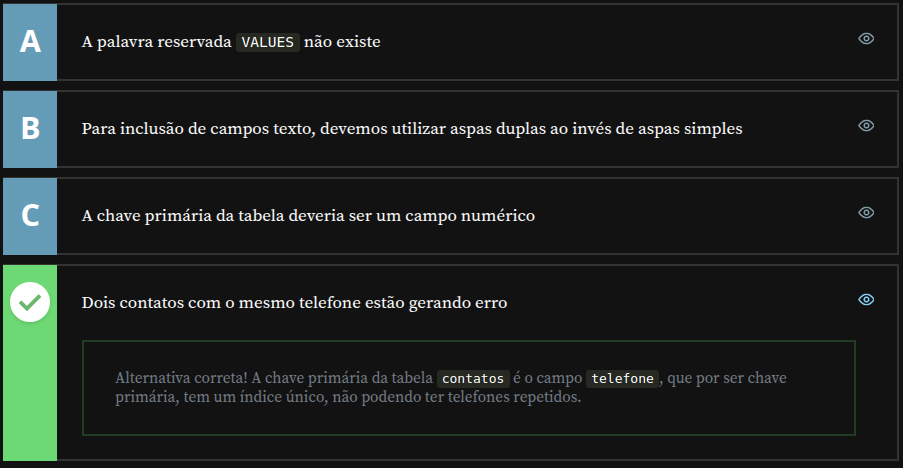 A
A palavra reservada VALUES não existe
B
Para inclusão de campos texto, devemos utilizar aspas duplas ao invés de aspas simples
C
A chave primária da tabela deveria ser um campo numérico
Dois contatos com o mesmo telefone estão gerando erro
Alternativa correta! A chave primária da tabela contatos é o campo telefone, que por ser chave
primária, tem um índice único, não podendo ter telefones repetidos.